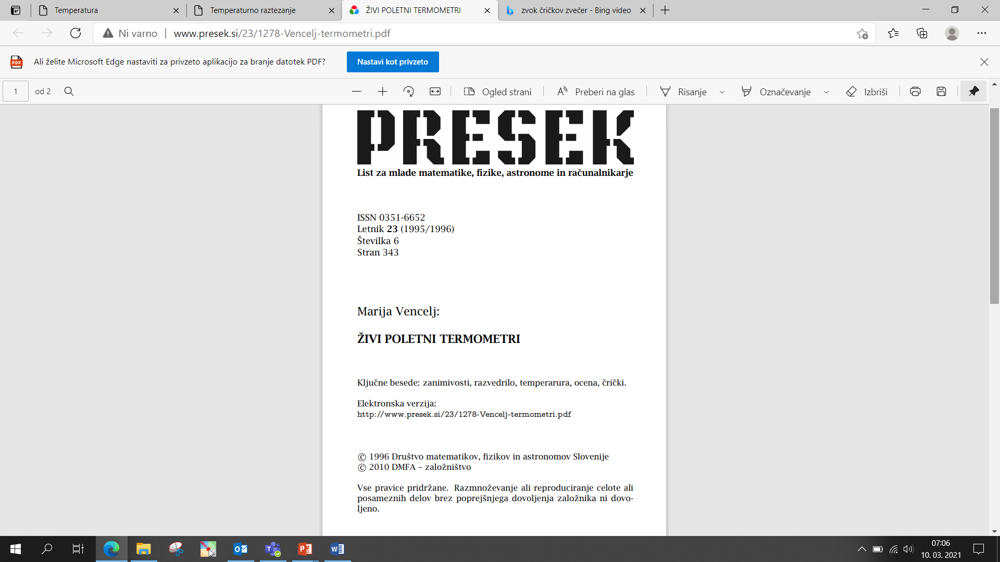 Temperatura
Temperaturno raztezanje
ŽIVI POLETNI TERMOMETRI
zvok čričkov zvečer - Bing video
Ni varno
www.presek.si/23/1278-Vencelj-termometri.pdf
PDF
Ali želite Microsoft Edge nastaviti za privzeto aplikacijo za branje datotek PDF?
Nastavi kot privzeto
1
od 2
Ogled strani
Preberi na glas
Risanje
Označevanje
Izbriši
PRESEK
List za mlade matematike, fizike, astronome in računalnikarje
ISSN 0351-6652
Letnik 23 (1995/1996)
Številka 6
Stran 343
Marija Vencelj:
ŽIVI POLETNI TERMOMETRI
Ključne besede: zanimivosti, razvedrilo, temperarura, ocena, črički.
Elektronska verzija:
http://www.presek.si/23/1278-Vencelj-termometri.pdf
© 1996 Društvo matematikov, fizikov in astronomov Slovenije
© 2010 DMFA – založništvo
Vse pravice pridržane. Razmnoževanje ali reproduciranje celote ali
posameznih delov brez poprejšnjega dovoljenja založnika ni dovo-
ljeno.
07:06
10. 03. 2021